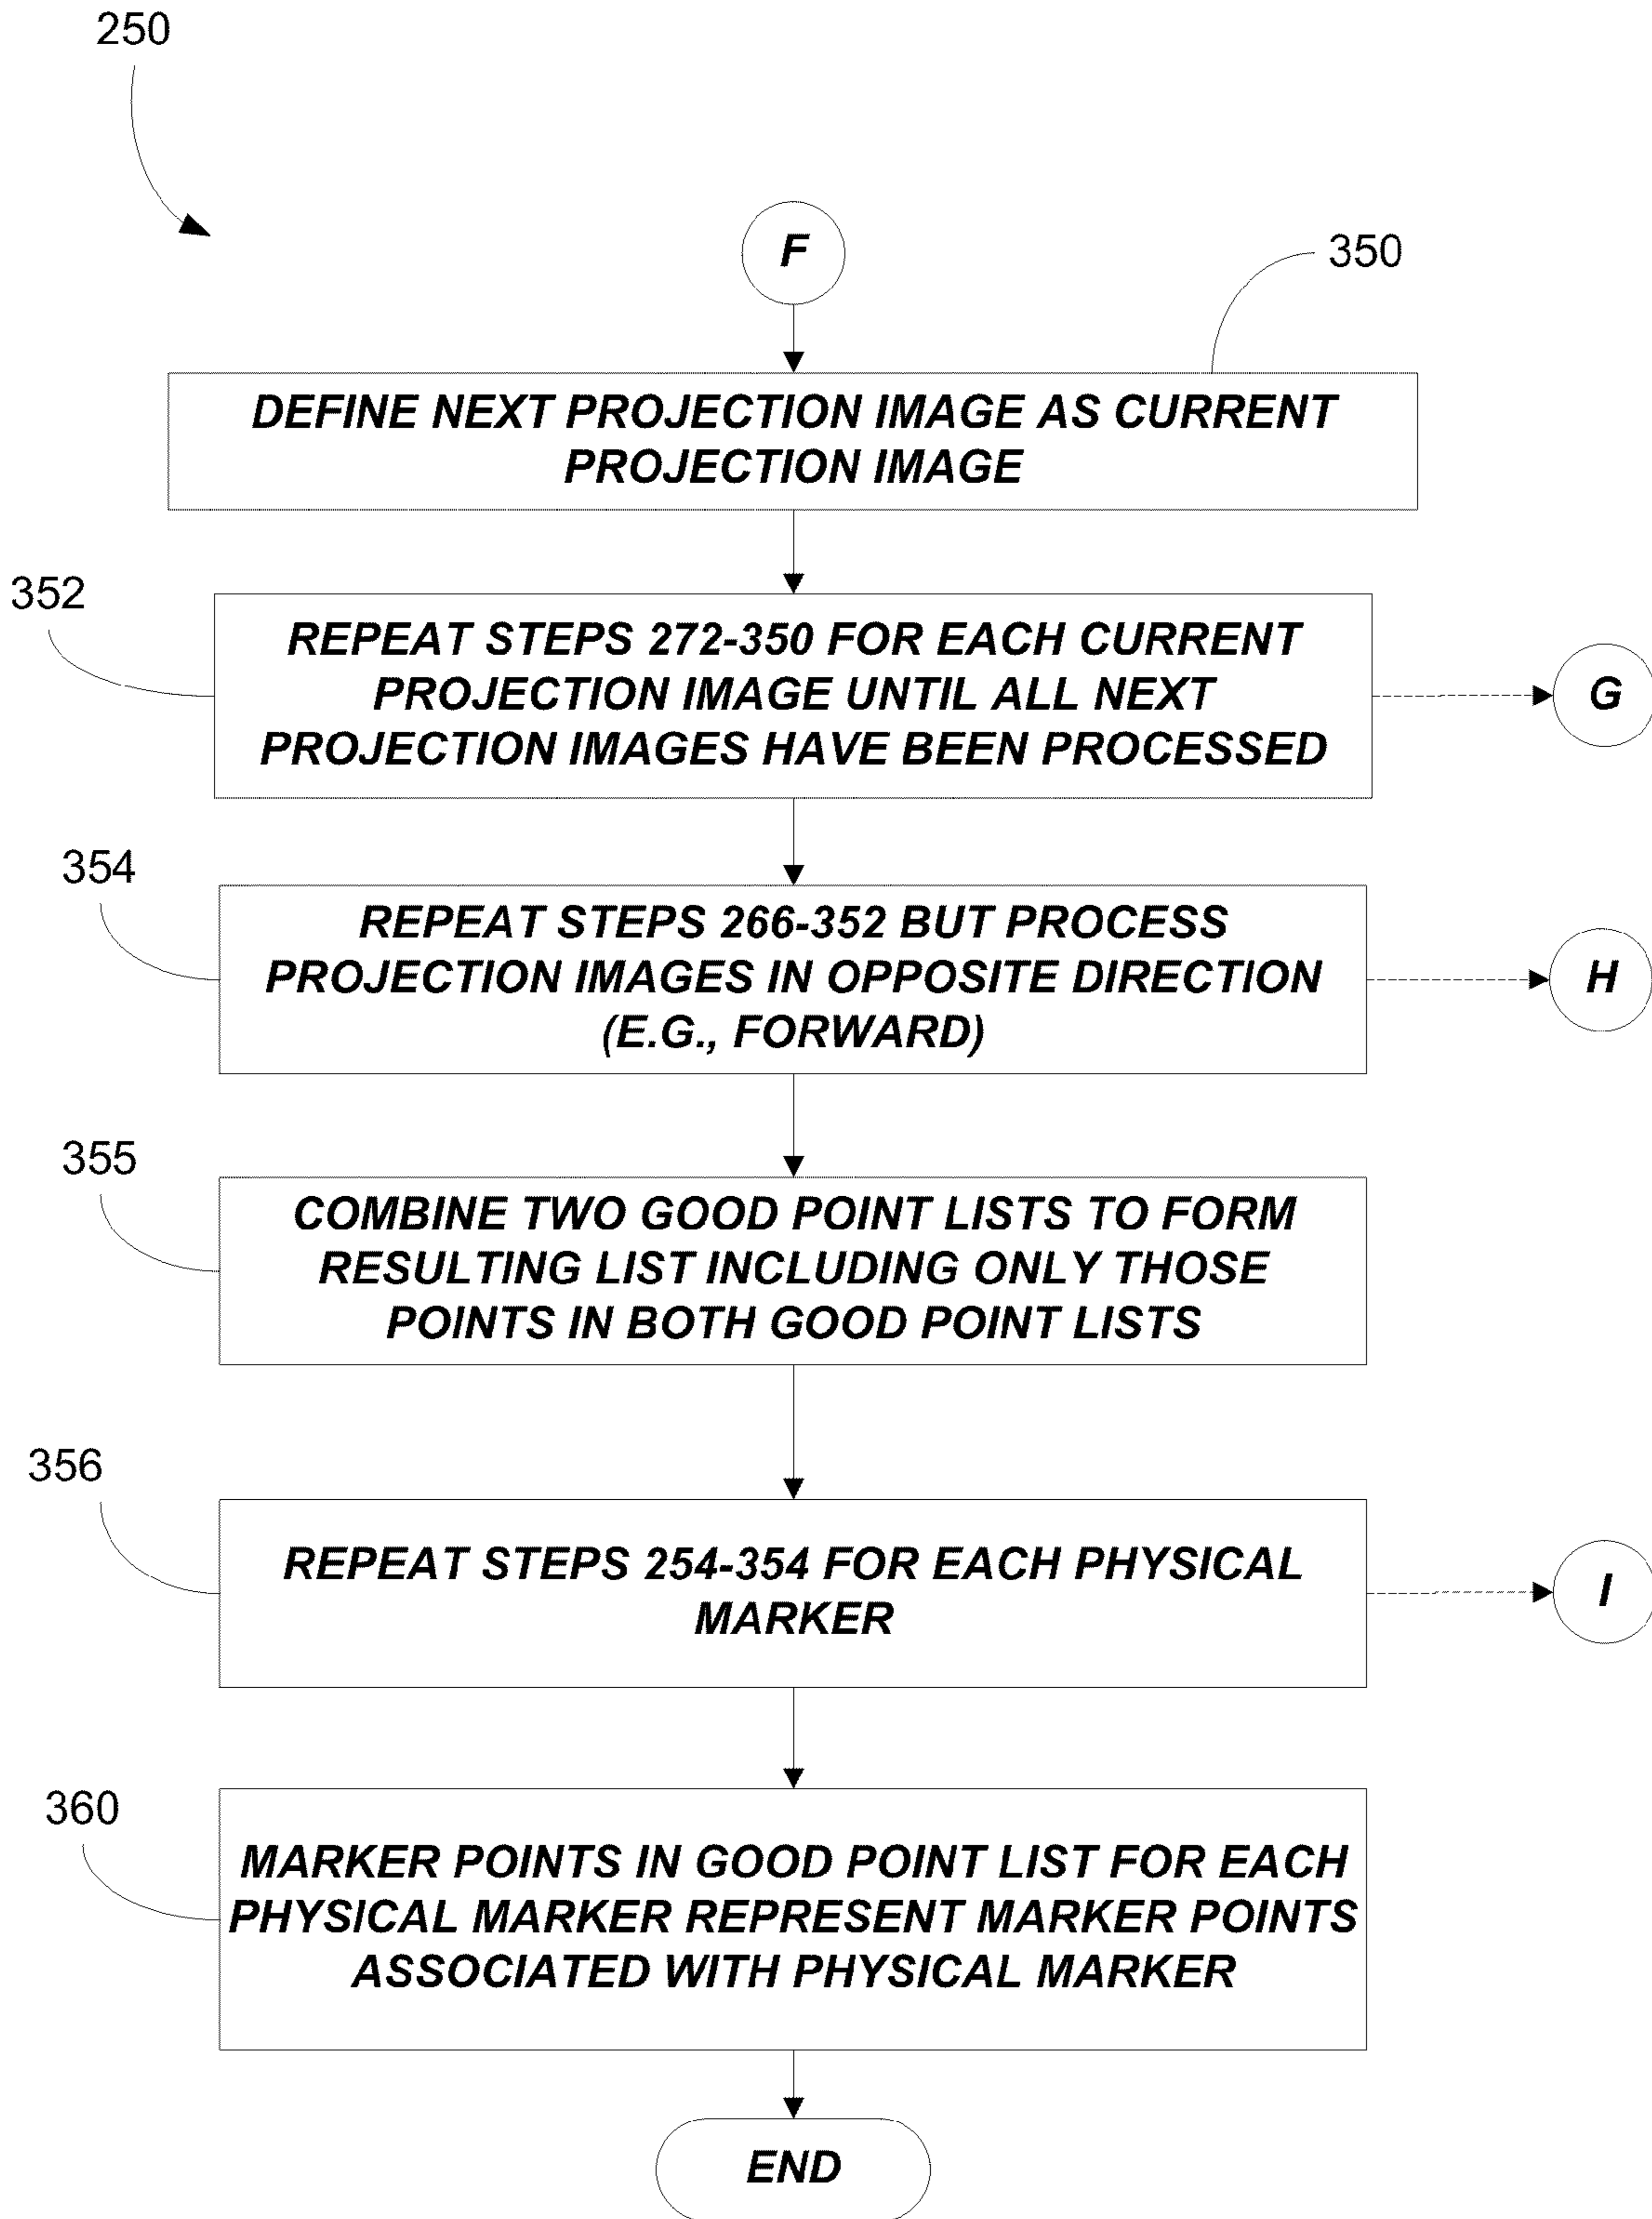 250
F
350
DEFINE NEXT PROJECTION IMAGE AS CURRENT
PROJECTION IMAGE
352
REPEAT STEPS 272-350 FOR EACH CURRENT
PROJECTION IMAGE UNTIL ALL NEXT
PROJECTION IMAGES HAVE BEEN PROCESSED
G
354
REPEAT STEPS 266-352 BUT PROCESS
PROJECTION IMAGES IN OPPOSITE DIRECTION
(E.G., FORWARD)
H
355
COMBINE TWO GOOD POINT LISTS TO FORM
RESULTING LIST INCLUDING ONLY THOSE
POINTS IN BOTH GOOD POINT LISTS
356
REPEAT STEPS 254-354 FOR EACH PHYSICAL
MARKER
I
360
MARKER POINTS IN GOOD POINT LIST FOR EACH
PHYSICAL MARKER REPRESENT MARKER POINTS
ASSOCIATED WITH PHYSICAL MARKER
END